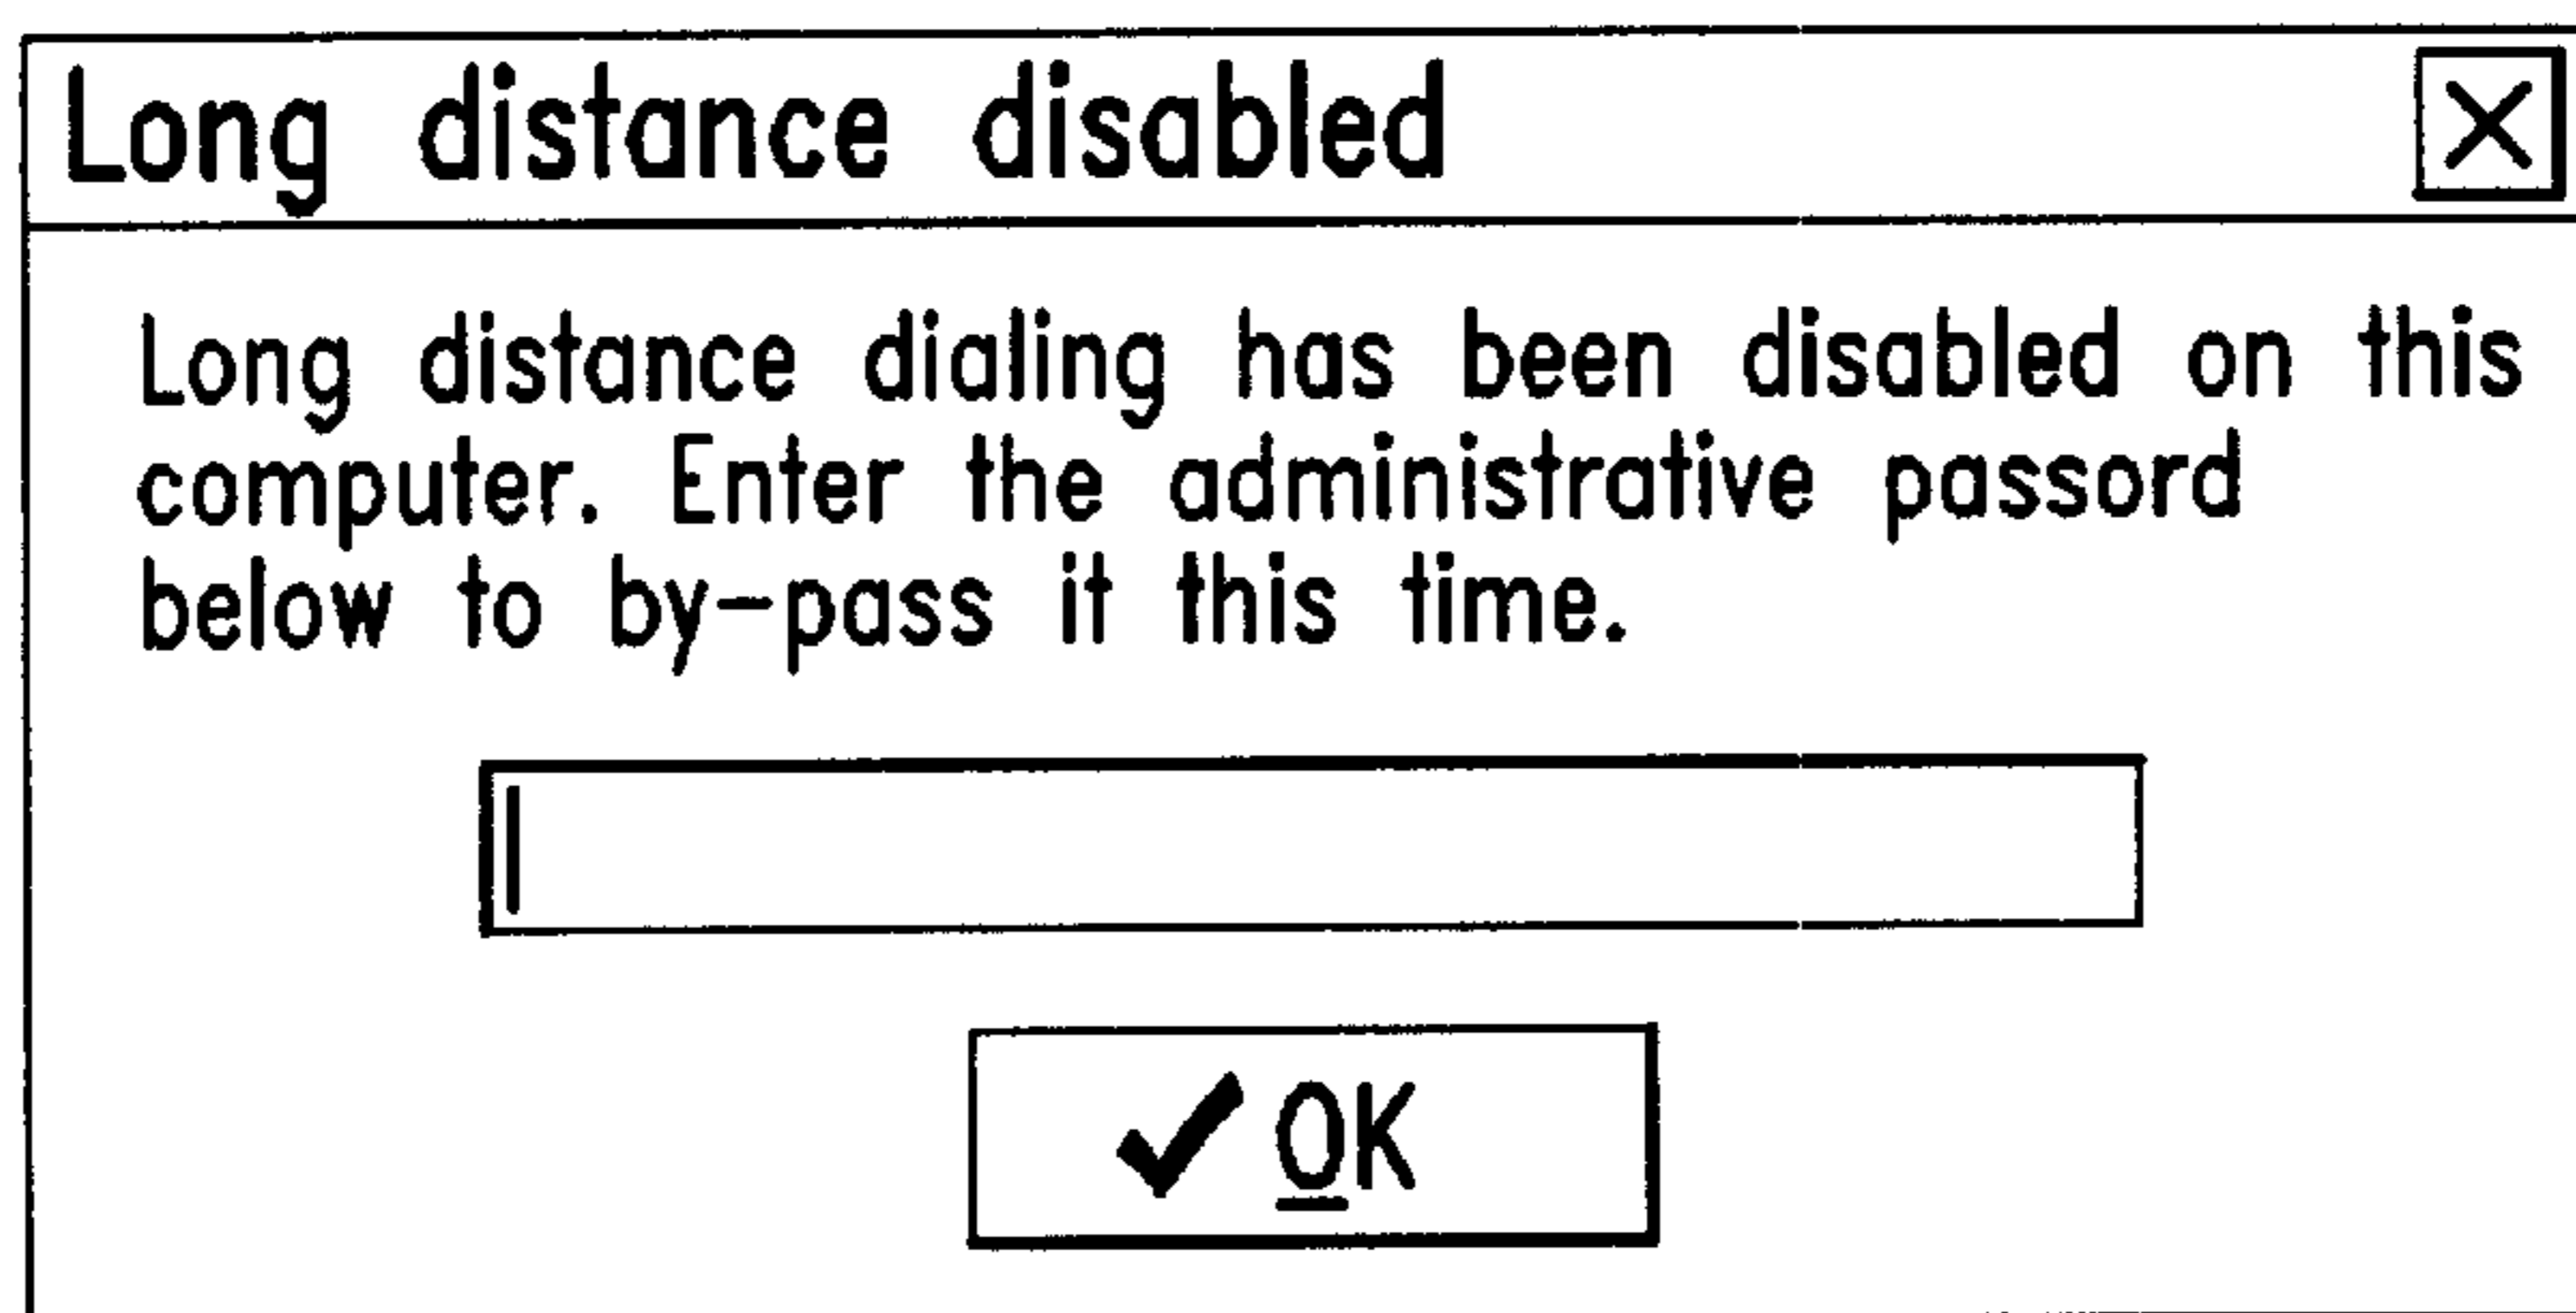 Long distance disabled
Long distance dialing has been disabled on this
computer. Enter the administrative passord
below to by-pass it this time.
OK